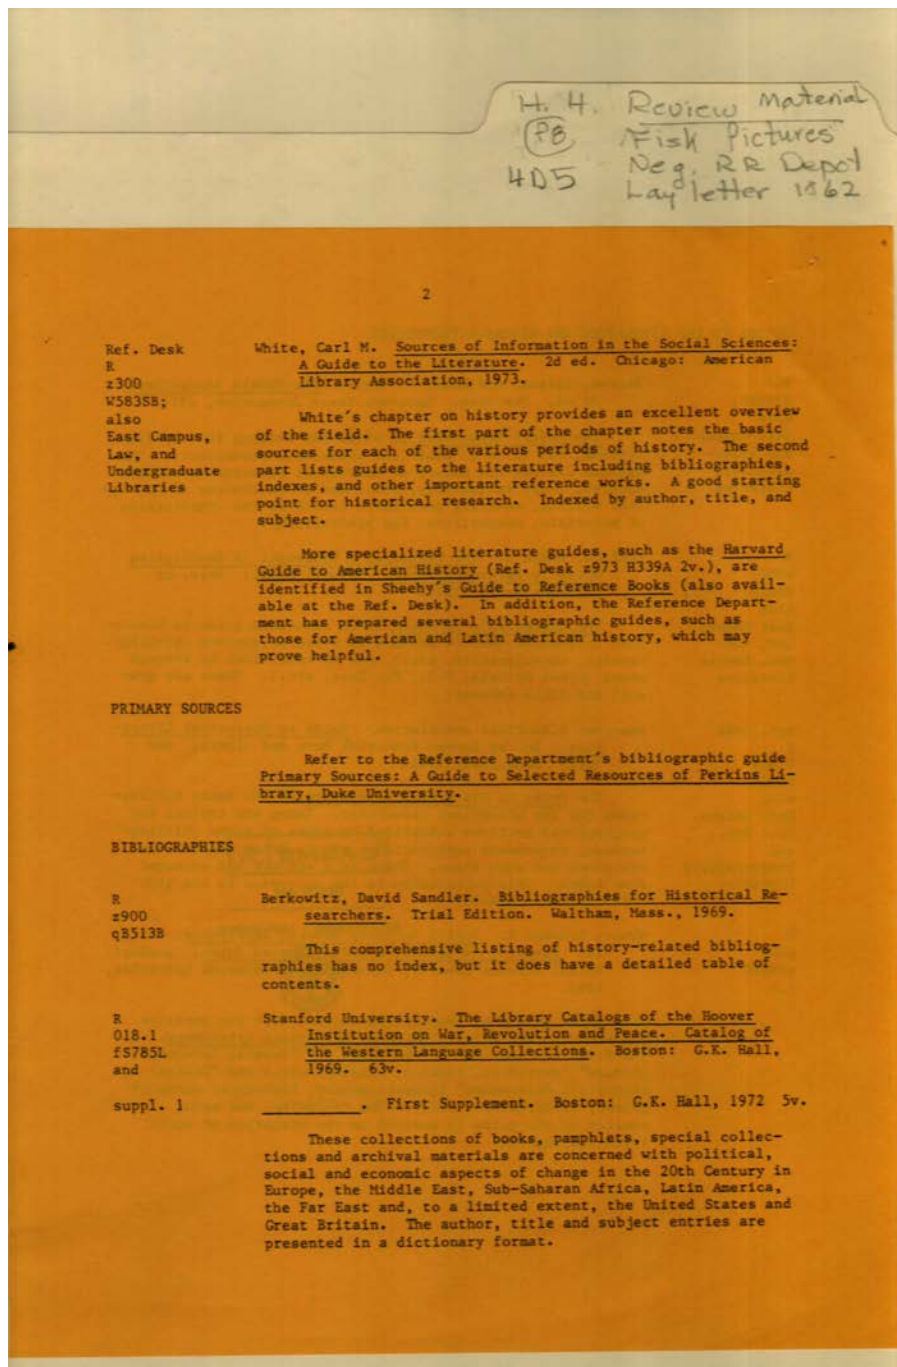 H. 4. Review Material
P8 Fisk Pictures
4D5 Neg. RR Depot
Lay letter 1862
2
Ref. Desk
R
z300
W583SB;
also
East Campus,
Law, and
Undergraduate
Libraries
White, Carl M. Sources of Information in the Social Sciences:
A Guide to the Literature. 2d ed. Chicago: American
Library Association, 1973.
White's chapter on history provides an excellent overview
of the field. The first part of the chapter notes the basic
sources for each of the various periods of history. The second
part lists guides to the literature including bibliographies,
indexes, and other important reference works. A good starting
point for historical research. Indexed by author, title, and
subject.
More specialized literature guides, such as the Harvard
Guide to American History (Ref. Desk z973 H339A 2v.), are
identified in Sheehy's Guide to Reference Books (also avail-
able at the Ref. Desk). In addition, the Reference Depart-
ment has prepared several bibliographic guides, such as
those for American and Latin American history, which may
prove helpful.
PRIMARY SOURCES
Refer to the Reference Department's bibliographic guide
Primary Sources: A Guide to Selected Resources of Perkins Li-
brary, Duke University.
BIBLIOGRAPHIES
R
z900
qB513B
Berkowitz, David Sandler. Bibliographies for Historical Re-
searchers. Trial Edition. Waltham, Mass., 1969.
This comprehensive listing of history-related bibliog-
raphies has no index, but it does have a detailed table of
contents.
R
018.1
fS785L
and
Stanford University. The Library Catalogs of the Hoover
Institution on War, Revolution and Peace. Catalog of
the Western Language Collections. Boston: G.K. Hall,
1969. 63v.
suppl. 1
__________. First Supplement. Boston: G.K. Hall, 1972 5v.
These collections of books, pamphlets, special collec-
tions and archival materials are concerned with political,
social and economic aspects of change in the 20th Century in
Europe, the Middle East, Sub-Saharan Africa, Latin America,
the Far East and, to a limited extent, the United States and
Great Britain. The author, title and subject entries are
presented in a dictionary format.